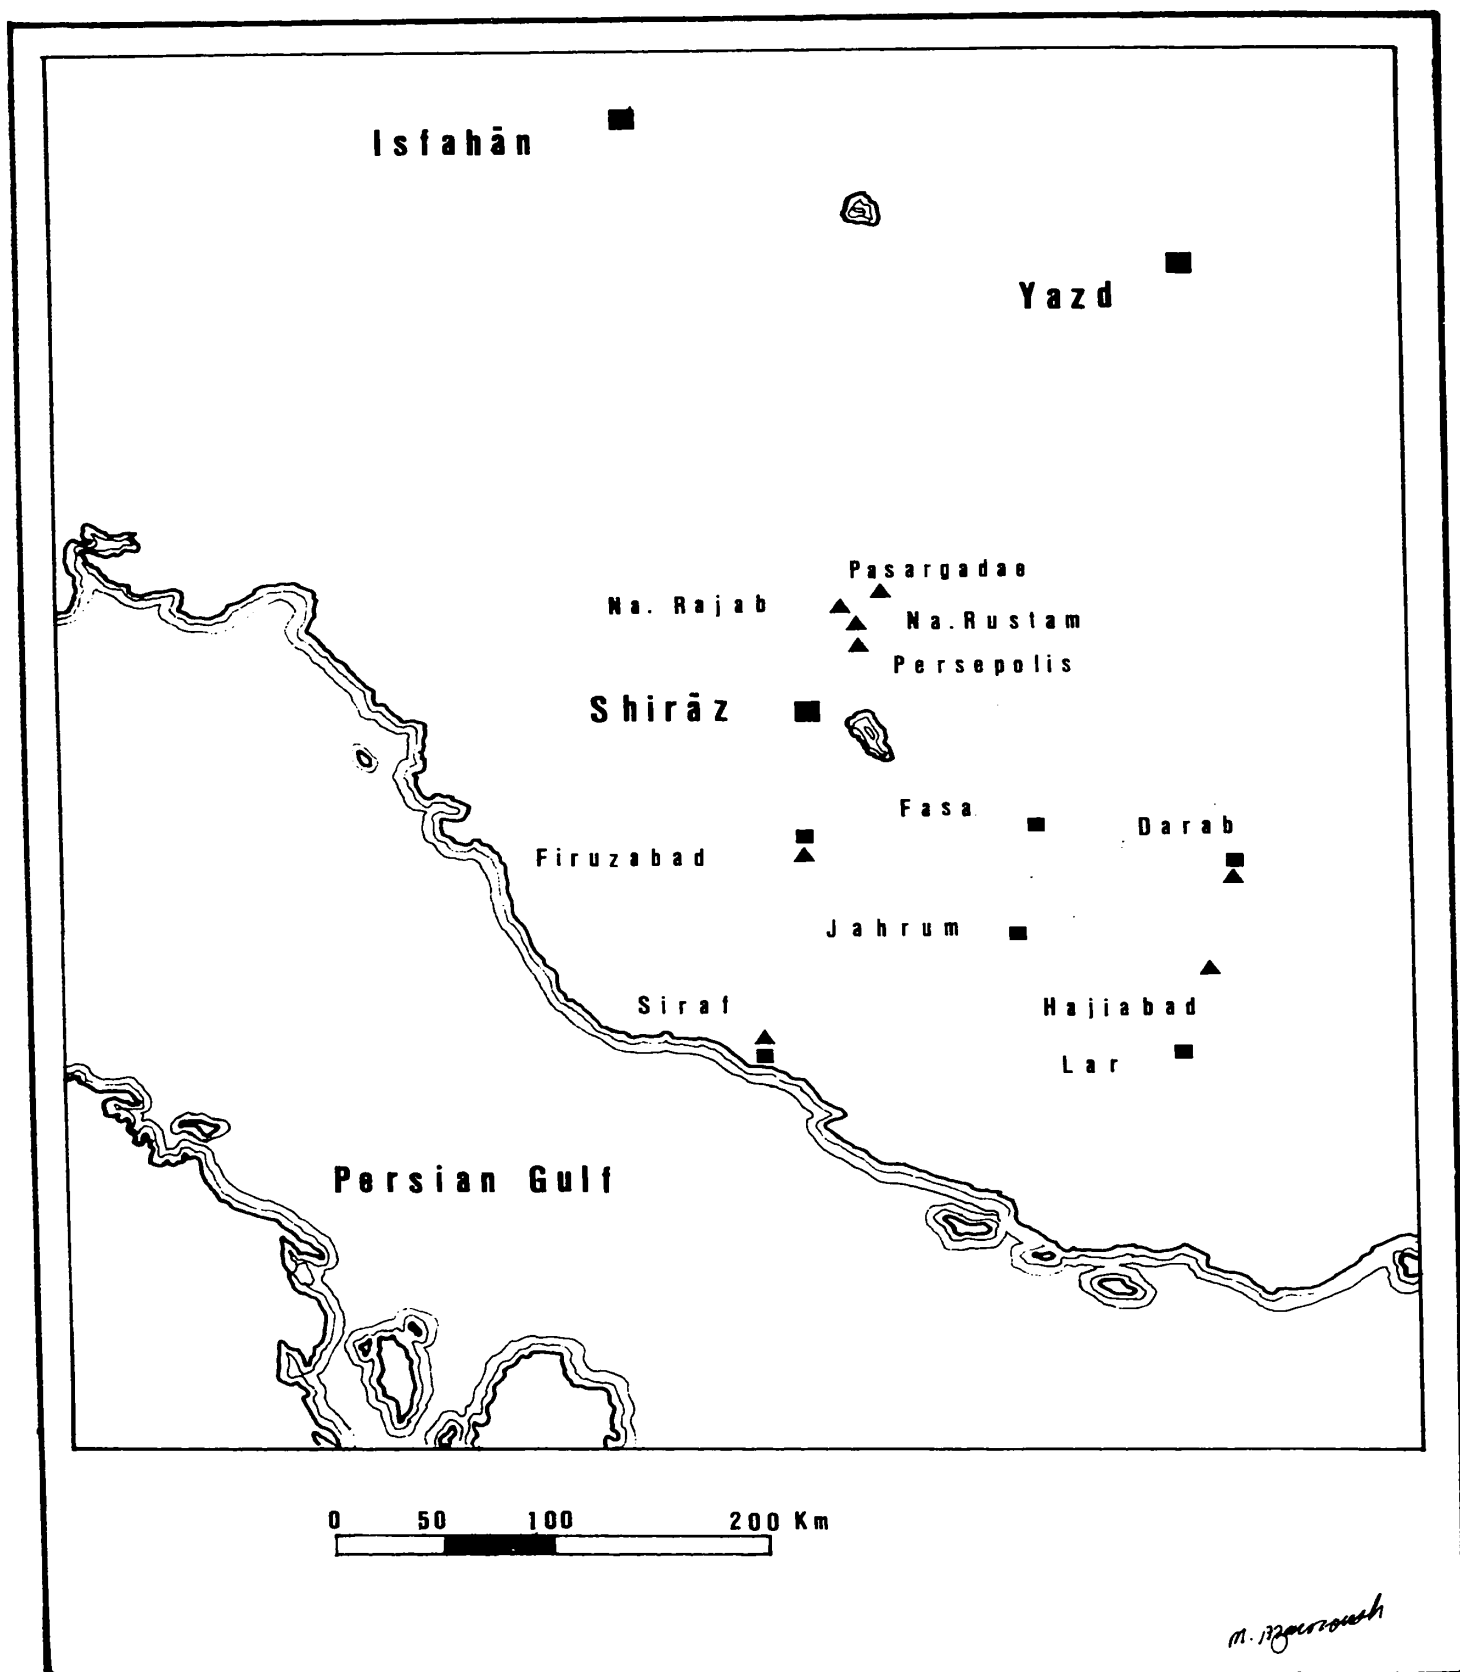 Isfahān
Yazd
Pasargadae
Na. Rajab
Na. Rustam
Persepolis
Shirāz
Fasa
Darab
Firuzabad
Jahrum
Siraf
Hajiabad
Lar
Persian Gulf
0 50 100 200 Km